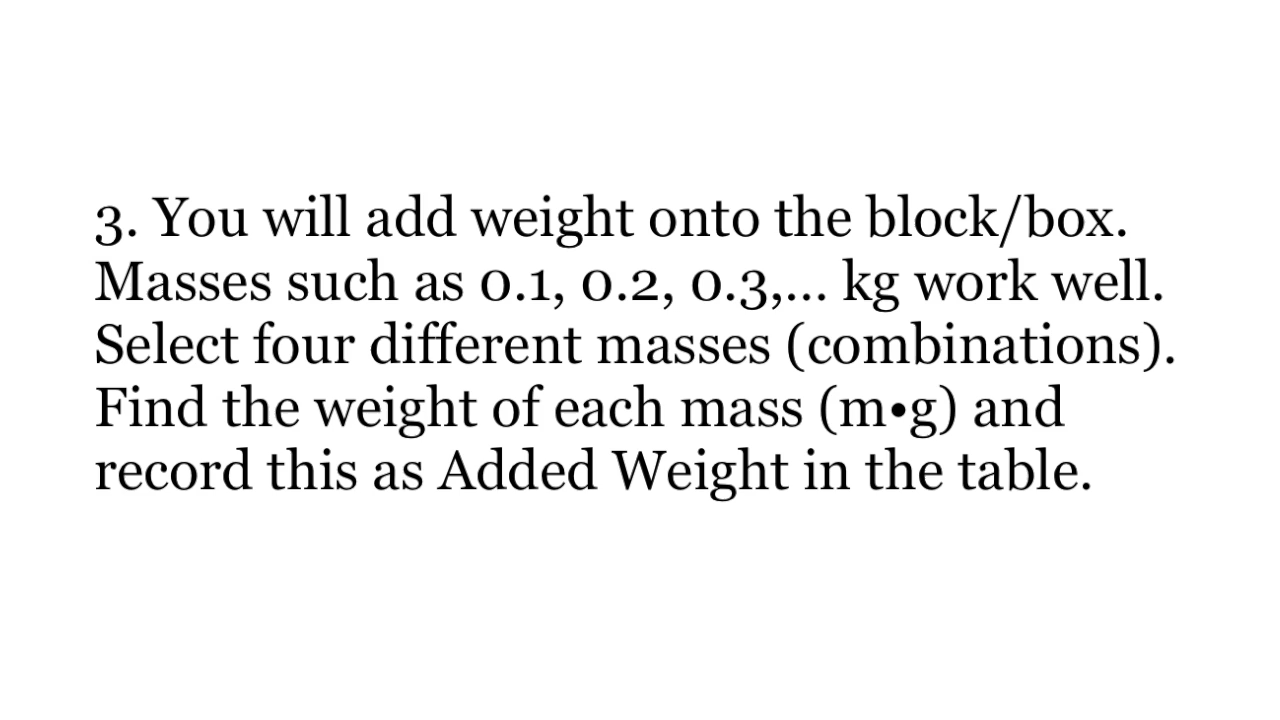 3. You will add weight onto the block/box.
Masses such as 0.1, 0.2, 0.3,... kg work well.
Select four different masses (combinations).
Find the weight of each mass (m•g) and
record this as Added Weight in the table.